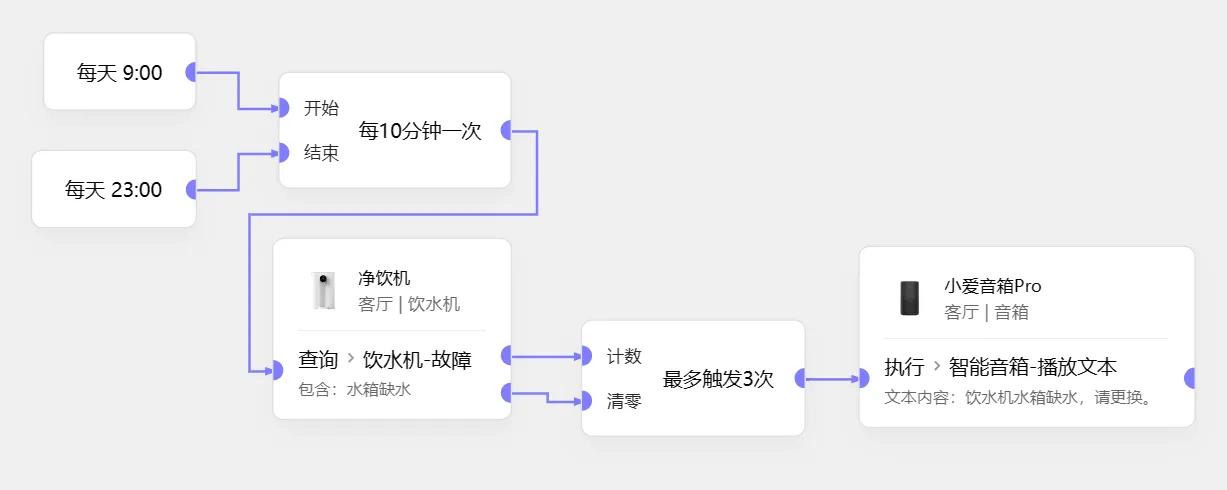 每天 9:00
每天 23:00
开始
每10分钟一次
结束
净饮机
客厅 | 饮水机
查询 › 饮水机-故障
包含：水箱缺水
计数
最多触发3次
清零
小爱音箱Pro
客厅 | 音箱
执行 › 智能音箱-播放文本
文本内容：饮水机水箱缺水，请更换。